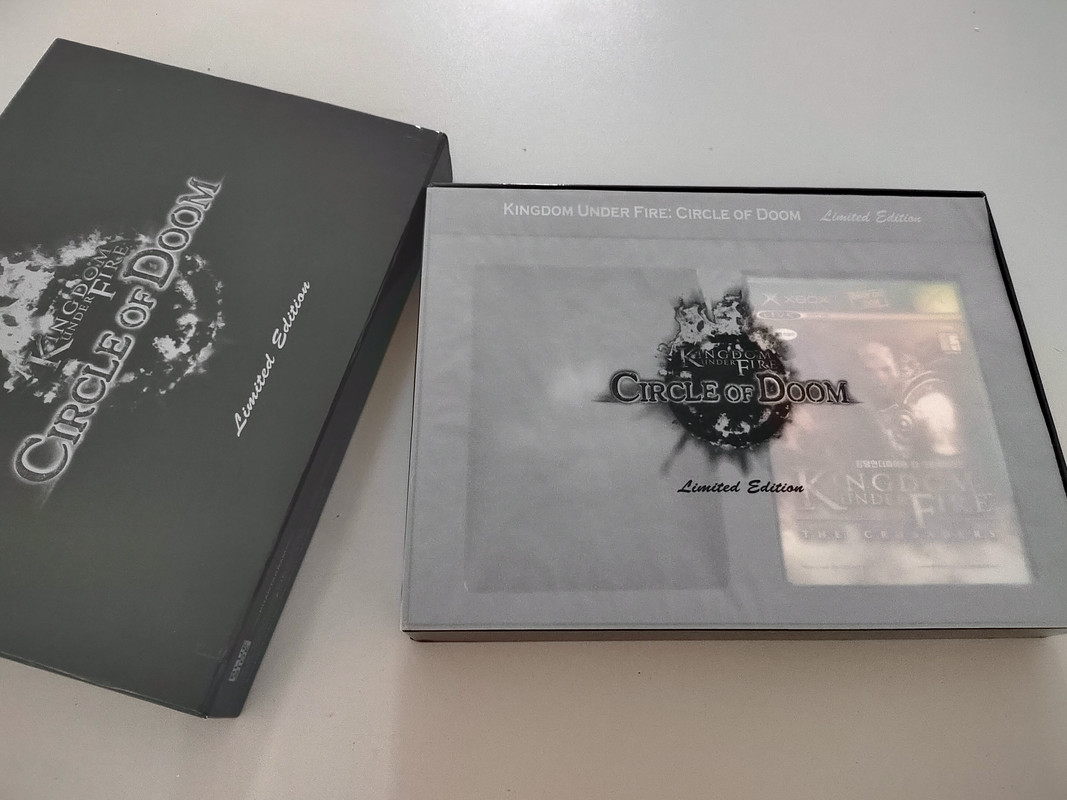 KINGDOM
UNDER FIRE
CIRCLE OF DOOM
Limited Edition
KINGDOM UNDER FIRE: CIRCLE OF DOOM Limited Edition
KINGDOM
UNDER FIRE
CIRCLE OF DOOM
Limited Edition
XBOX
LIVE
KINGDOM
UNDER FIRE
THE CRUSADERS